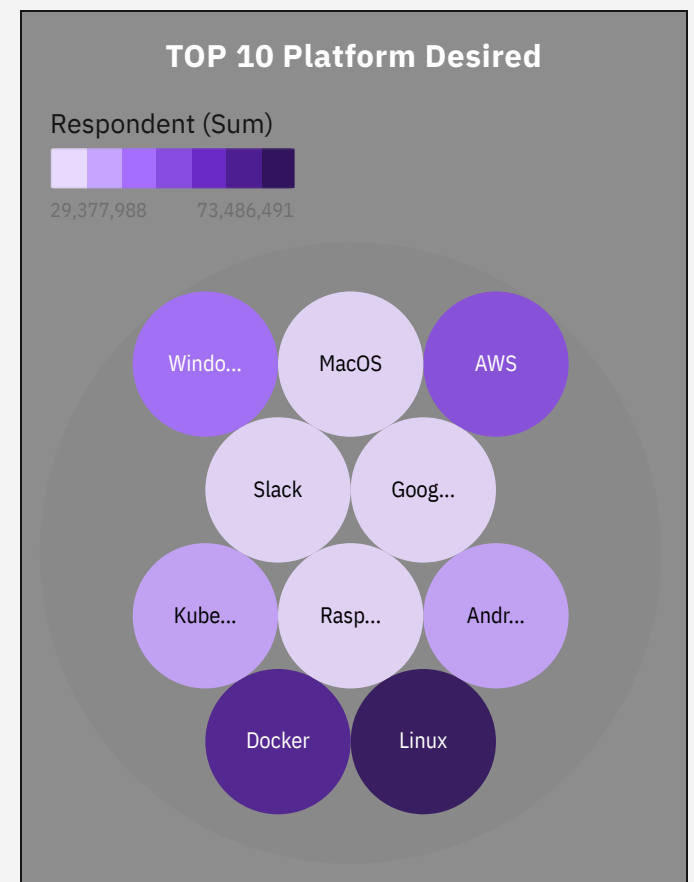 TOP 10 Platform Desired
Respondent (Sum)
29,377,988 73,486,491
Windo... MacOS AWS
Slack Goog...
Kube... Rasp... Andr...
Docker Linux